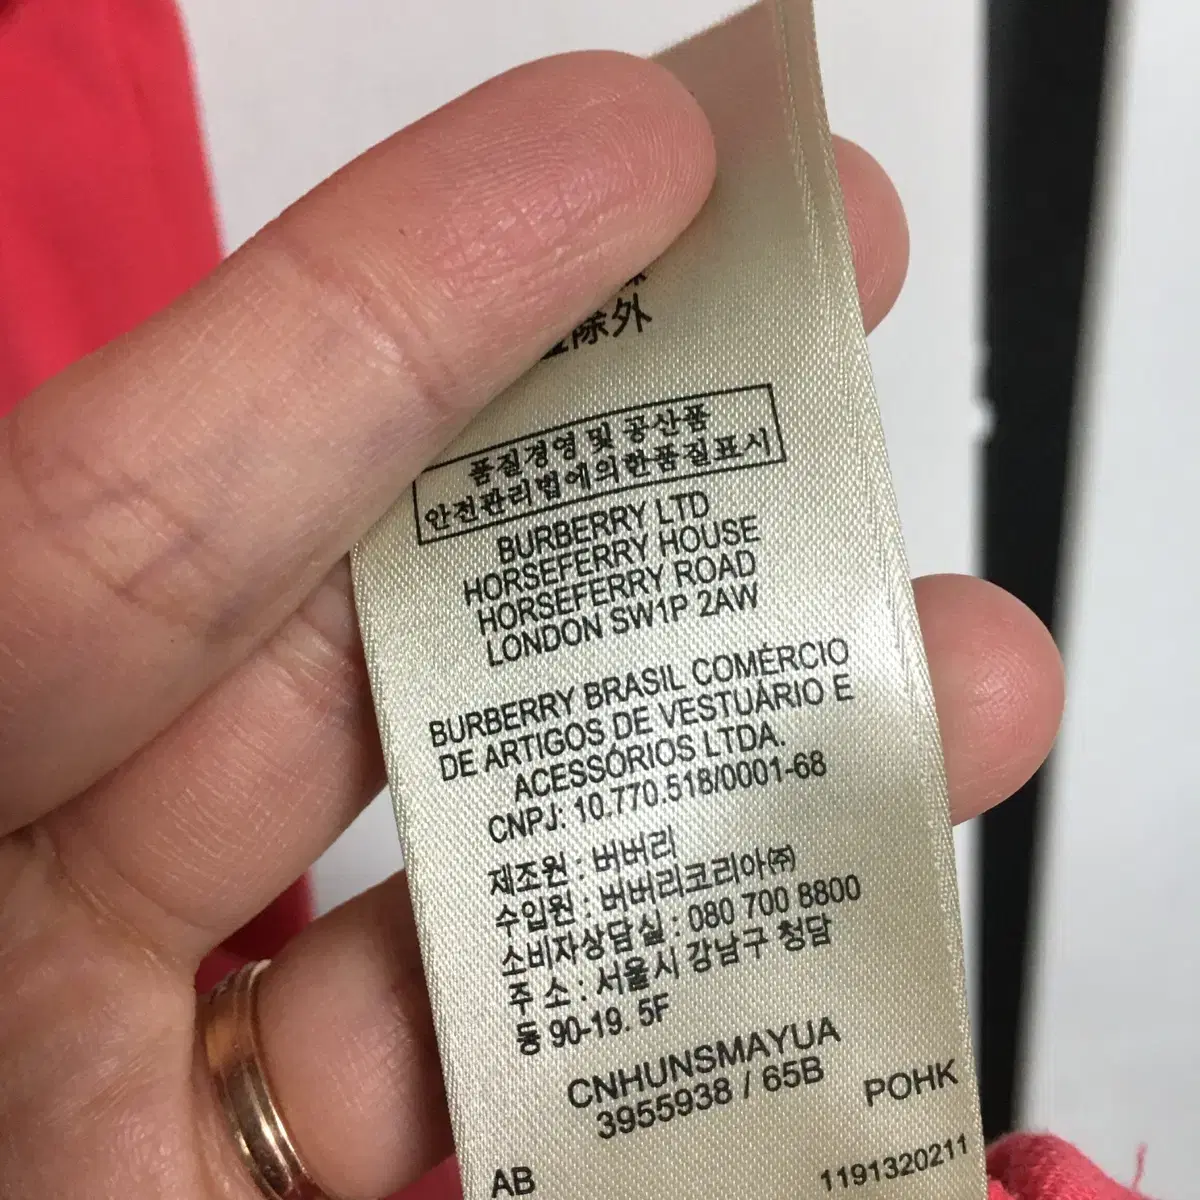 除外
품질경영 및 공산품
안전관리법에의한품질표시
BURBERRY LTD
HORSEFERRY HOUSE
HORSEFERRY ROAD
LONDON SW1P 2AW
BURBERRY BRASIL COMÉRCIO
DE ARTIGOS DE VESTUÁRIO E
ACESSÓRIOS LTDA.
CNPJ: 10.770.518/0001-68
제조원 : 버버리
수입원 : 버버리코리아㈜
소비자상담실 : 080 700 8800
주 소 : 서울시 강남구 청담
동 90-19. 5F
CNHUNSMAYUA
3955938 / 65B
POHK
AB
1191320211